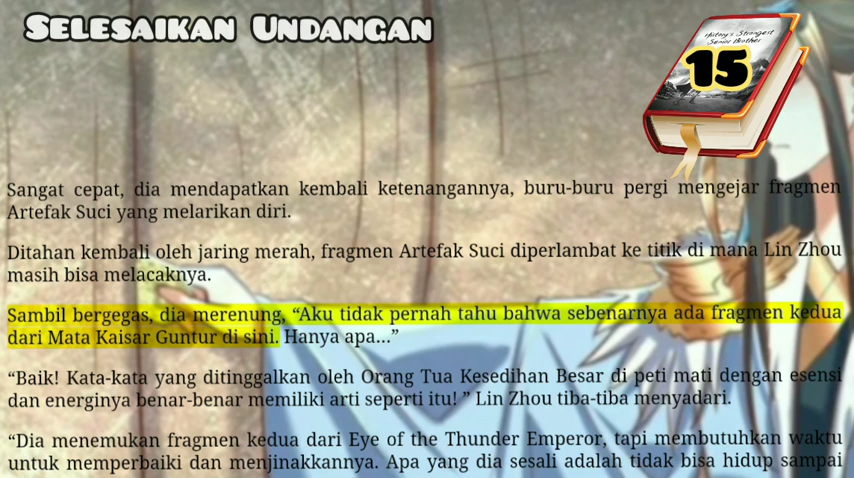 Selesaikan Undangan
History's Strongest
Senior Brother
15
Sangat cepat, dia mendapatkan kembali ketenangannya, buru-buru pergi mengejar fragmen
Artefak Suci yang melarikan diri.
Ditahan kembali oleh jaring merah, fragmen Artefak Suci diperlambat ke titik di mana Lin Zhou
masih bisa melacaknya.
Sambil bergegas, dia merenung, “Aku tidak pernah tahu bahwa sebenarnya ada fragmen kedua
dari Mata Kaisar Guntur di sini. Hanya apa...”
“Baik! Kata-kata yang ditinggalkan oleh Orang Tua Kesedihan Besar di peti mati dengan esensi
dan energinya benar-benar memiliki arti seperti itu! ” Lin Zhou tiba-tiba menyadari.
“Dia menemukan fragmen kedua dari Eye of the Thunder Emperor, tapi membutuhkan waktu
untuk memperbaiki dan menjinakkannya. Apa yang dia sesali adalah tidak bisa hidup sampai